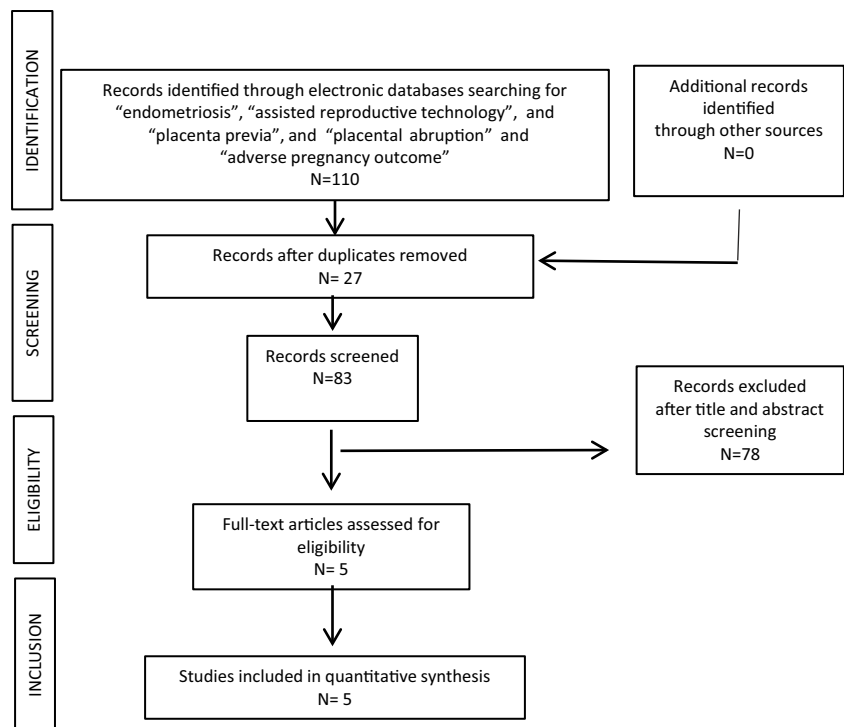 IDENTIFICATION
Records identified through electronic databases searching for
“endometriosis”, “assisted reproductive technology”, and
“placenta previa”, and “placental abruption” and
“adverse pregnancy outcome”
N=110
Additional records
identified
through other sources
N=0
SCREENING
Records after duplicates removed
N= 27
Records screened
N=83
Records excluded
after title and abstract
screening
N=78
ELIGIBILITY
Full-text articles assessed for
eligibility
N= 5
INCLUSION
Studies included in quantitative synthesis
N= 5